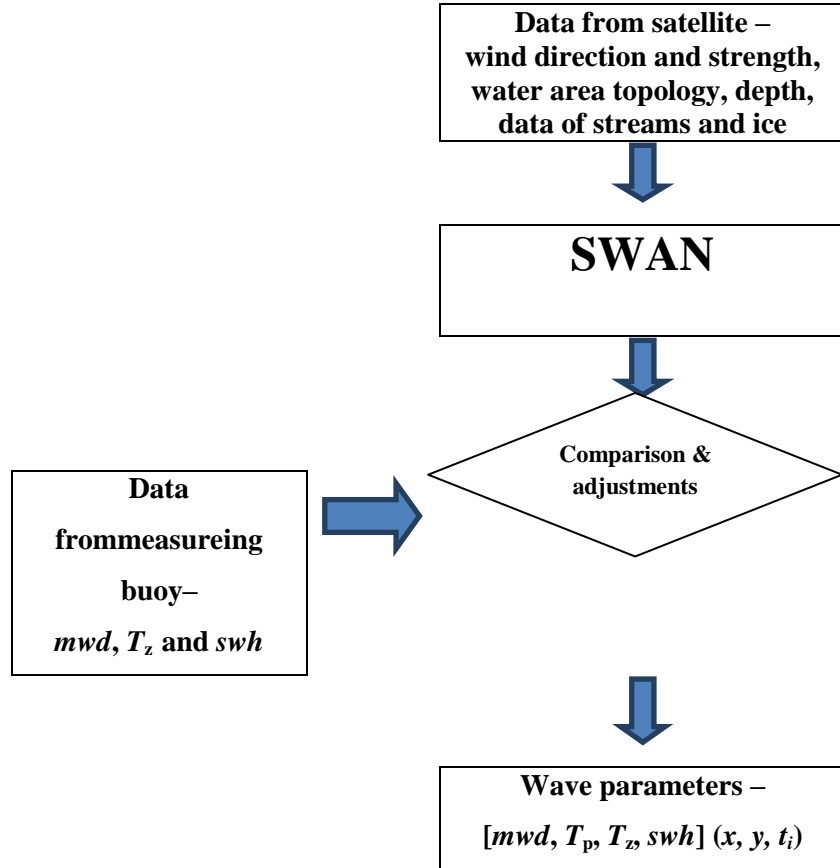 Data from satellite –
wind direction and strength,
water area topology, depth,
data of streams and ice
SWAN
Comparison &
adjustments
Data
frommeasureing
buoy–
mwd, Tz and swh
Wave parameters –
[mwd, Tp, Tz, swh] (x, y, ti)